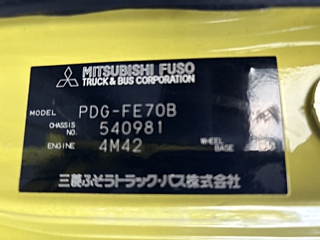 MITSUBISHI FUSO
TRUCK & BUS CORPORATION
MODEL PDG-FE70B
CHASSIS NO. 540981
ENGINE 4M42 WHEEL BASE
三菱ふそうトラック・バス株式会社